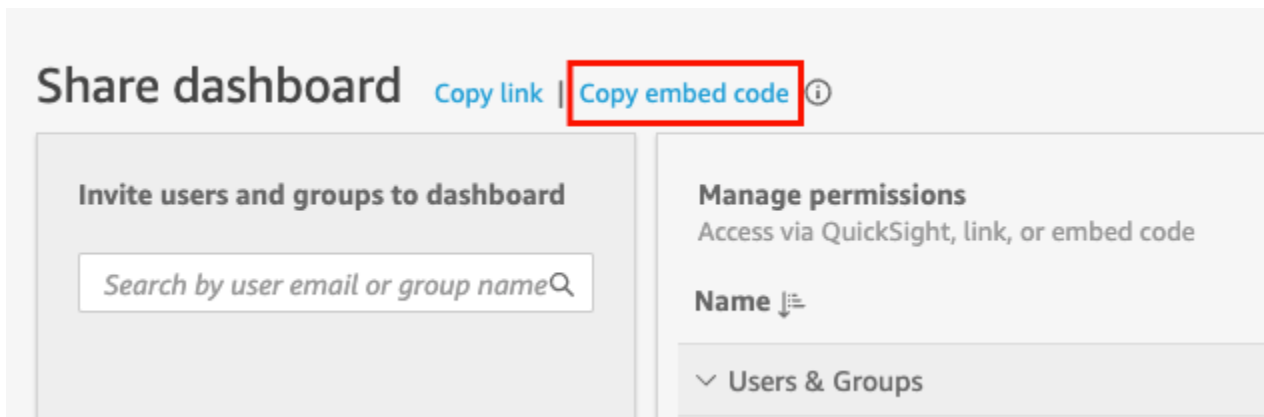 Share dashboard Copy link | Copy embed code
Invite users and groups to dashboard
Search by user email or group name
Manage permissions
Access via QuickSight, link, or embed code
Name
Users & Groups